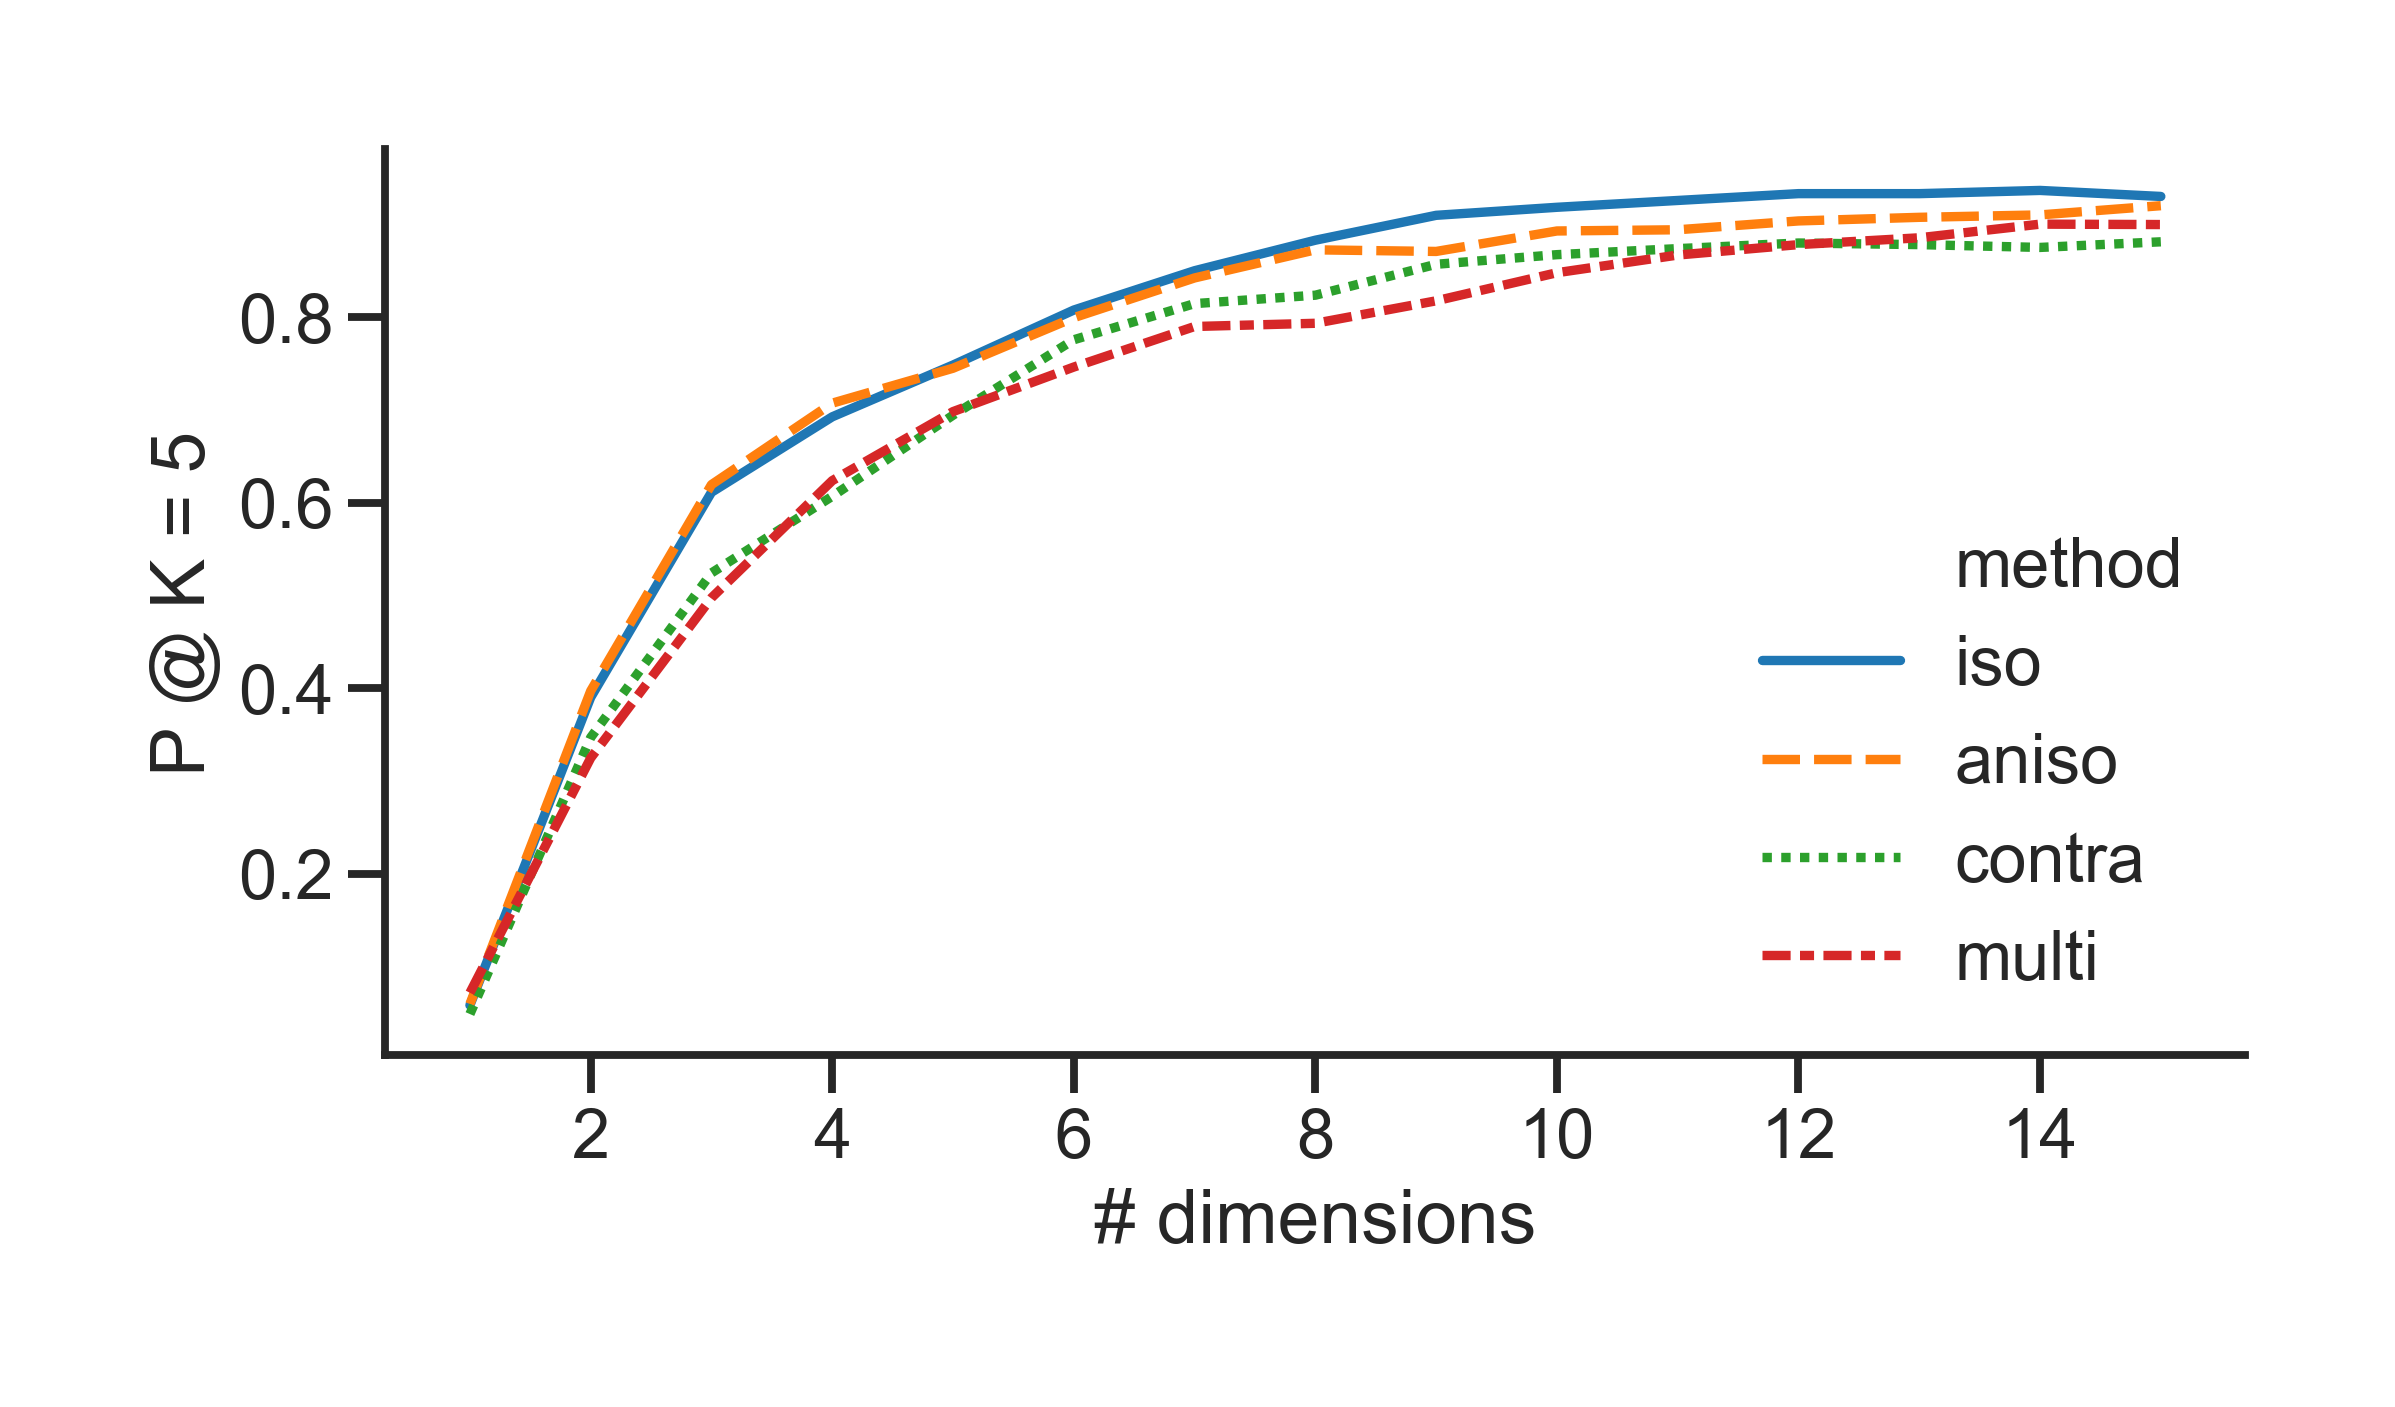 P @ K = 5
0.8
0.6
0.4
0.2
method
iso
aniso
contra
multi
2 4 6 8 10 12 14
# dimensions